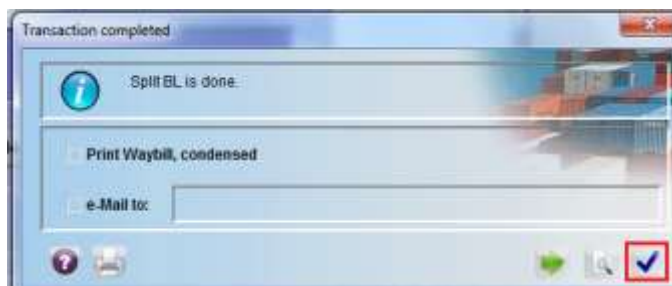 Transaction completed
Split BL is done.
Print Waybill, condensed
e-Mail to: